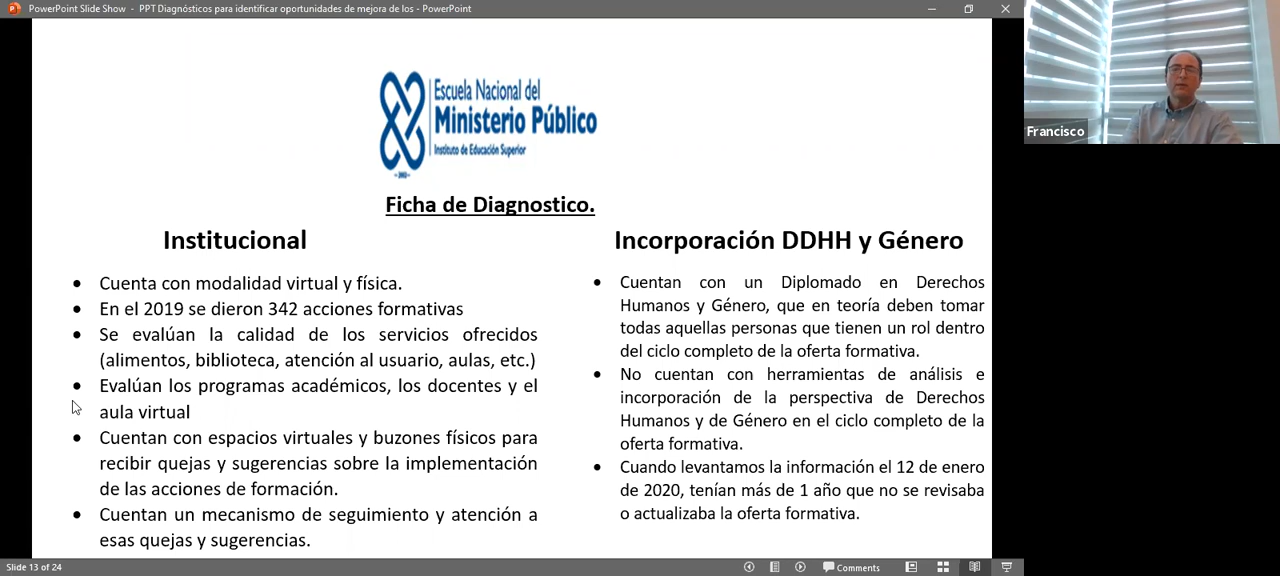 PowerPoint Slide Show - PPT Diagnósticos para identificar oportunidades de mejora de los - PowerPoint
Escuela Nacional del
Ministerio Público
Instituto de Educación Superior
Francisco
Ficha de Diagnostico.
Institucional
• Cuenta con modalidad virtual y física.
• En el 2019 se dieron 342 acciones formativas
• Se evalúan la calidad de los servicios ofrecidos
(alimentos, biblioteca, atención al usuario, aulas, etc.)
• Evalúan los programas académicos, los docentes y el
aula virtual
• Cuentan con espacios virtuales y buzones físicos para
recibir quejas y sugerencias sobre la implementación
de las acciones de formación.
• Cuentan un mecanismo de seguimiento y atención a
esas quejas y sugerencias.
Incorporación DDHH y Género
• Cuentan con un Diplomado en Derechos
Humanos y Género, que en teoría deben tomar
todas aquellas personas que tienen un rol dentro
del ciclo completo de la oferta formativa.
• No cuentan con herramientas de análisis e
incorporación de la perspectiva de Derechos
Humanos y de Género en el ciclo completo de la
oferta formativa.
• Cuando levantamos la información el 12 de enero
de 2020, tenían más de 1 año que no se revisaba
o actualizaba la oferta formativa.
Slide 13 of 24
Comments